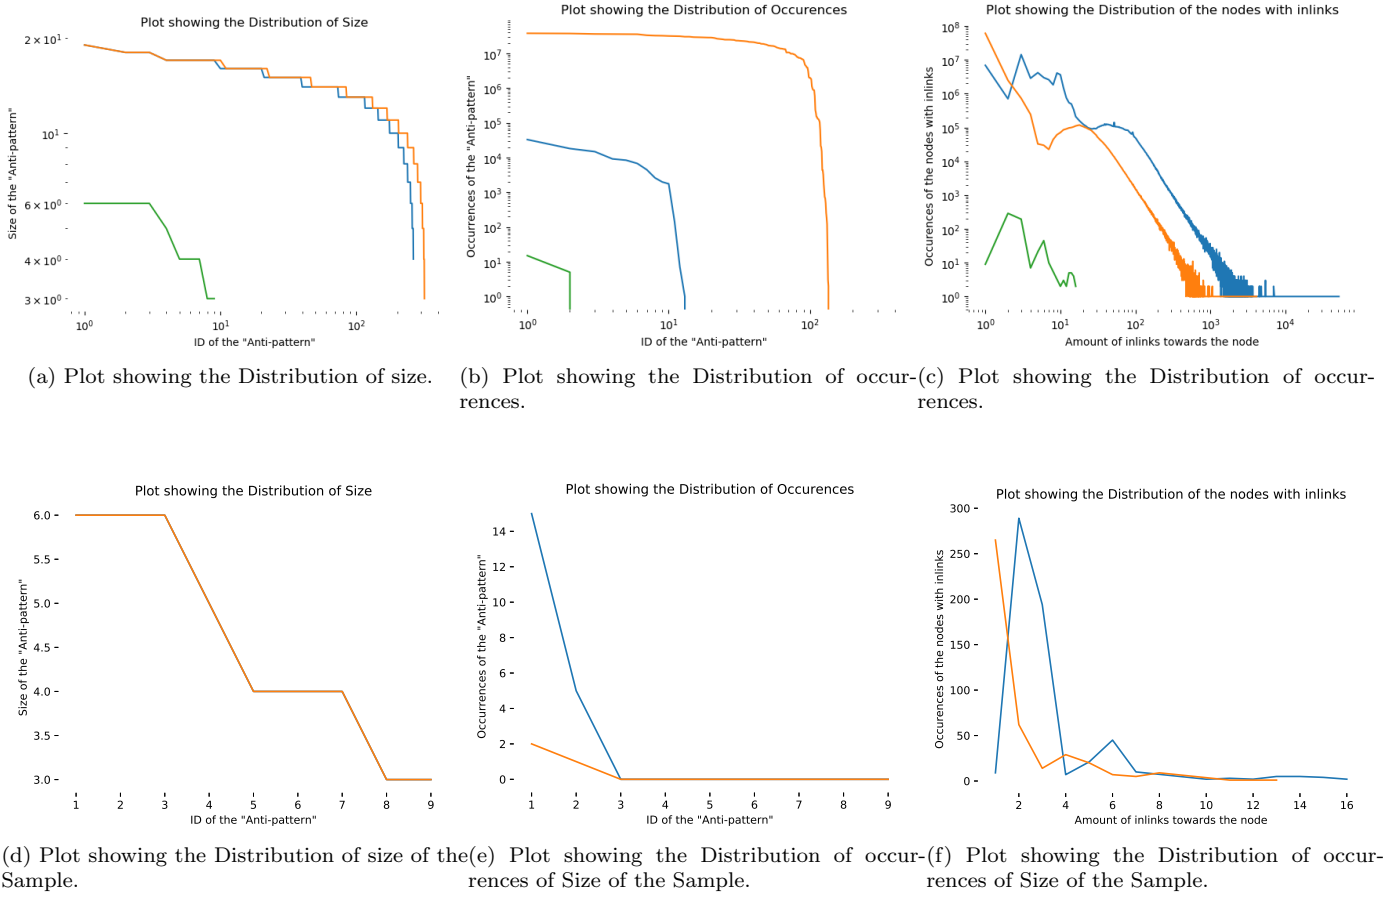 Plot showing the Distribution of Size
Size of the "Anti-pattern"
2 × 10¹
10¹
6 × 10⁰
4 × 10⁰
3 × 10⁰
10⁰ 10¹ 10²
ID of the "Anti-pattern"
(a) Plot showing the Distribution of size.
Plot showing the Distribution of Occurences
Occurrences of the "Anti-pattern"
10⁷
10⁶
10⁵
10⁴
10³
10²
10¹
10⁰
10⁰ 10¹ 10²
ID of the "Anti-pattern"
(b) Plot showing the Distribution of occur-
rences.
Plot showing the Distribution of the nodes with inlinks
Occurences of the nodes with inlinks
10⁸
10⁷
10⁶
10⁵
10⁴
10³
10²
10¹
10⁰
10⁰ 10¹ 10² 10³ 10⁴
Amount of inlinks towards the node
(c) Plot showing the Distribution of occur-
rences.
Plot showing the Distribution of Size
Size of the "Anti-pattern"
6.0
5.5
5.0
4.5
4.0
3.5
3.0
1 2 3 4 5 6 7 8 9
ID of the "Anti-pattern"
(d) Plot showing the Distribution of size of the
Sample.
Plot showing the Distribution of Occurences
Occurrences of the "Anti-pattern"
14
12
10
8
6
4
2
0
1 2 3 4 5 6 7 8 9
ID of the "Anti-pattern"
(e) Plot showing the Distribution of occur-
rences of Size of the Sample.
Plot showing the Distribution of the nodes with inlinks
Occurences of the nodes with inlinks
300
250
200
150
100
50
0
2 4 6 8 10 12 14 16
Amount of inlinks towards the node
(f) Plot showing the Distribution of occur-
rences of Size of the Sample.